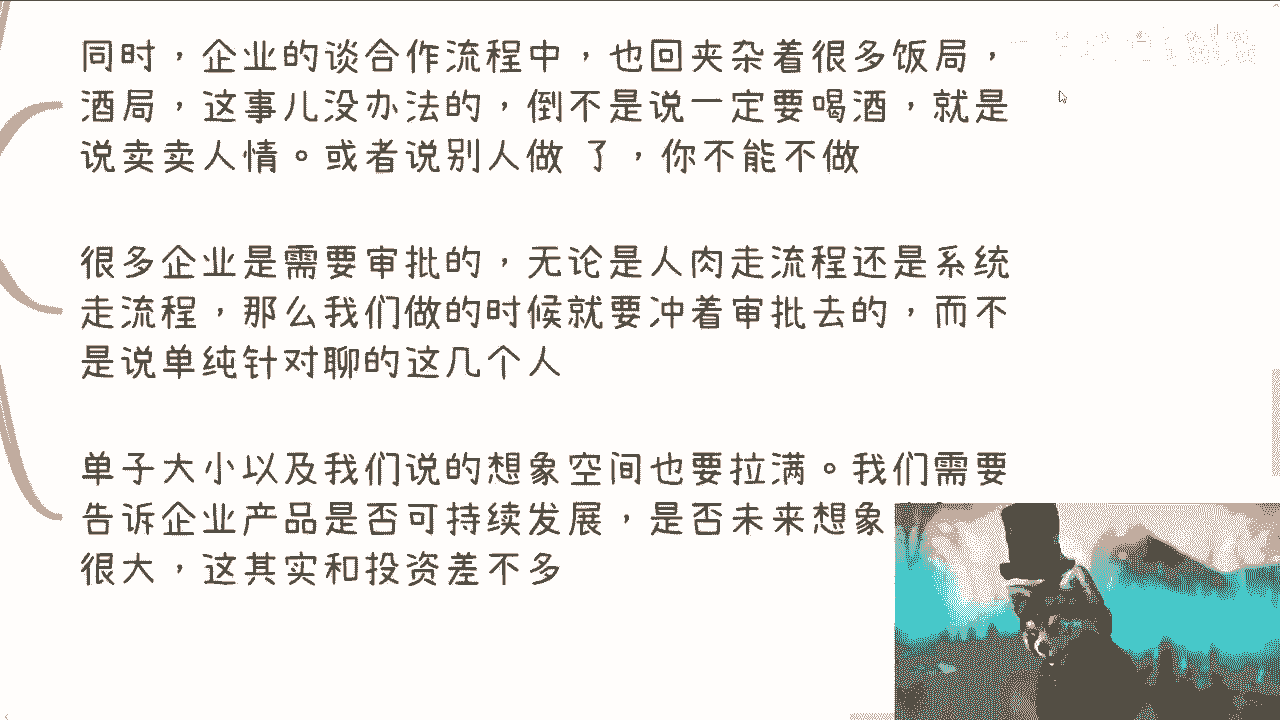 同时，企业的谈合作流程中，也回夹杂着很多饭局，
酒局，这事儿没办法的，倒不是说一定要喝酒，就是
说卖卖人情。或者说别人做 了，你不能不做
很多企业是需要审批的，无论是人肉走流程还是系统
走流程，那么我们做的时候就要冲着审批去的，而不
是说单纯针对聊的这几个人
单子大小以及我们说的想象空间也要拉满。我们需要
告诉企业产品是否可持续发展，是否未来想象
很大，这其实和投资差不多